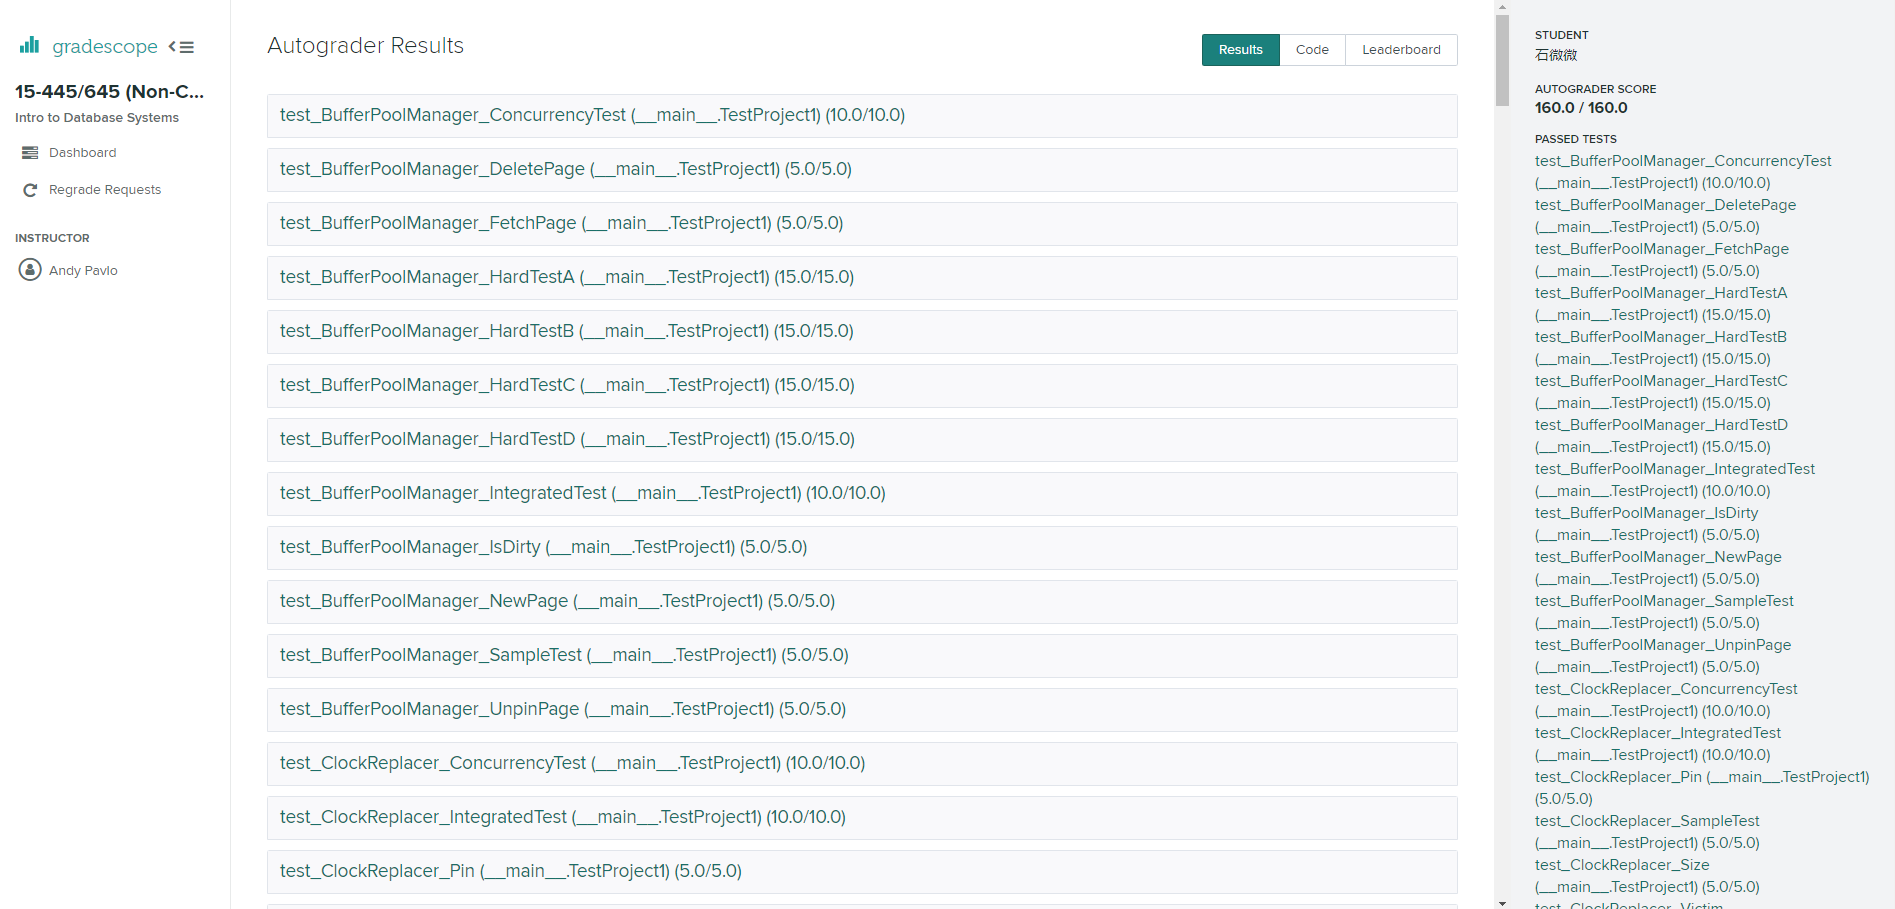 gradescope
15-445/645 (Non-C...
Intro to Database Systems
Dashboard
Regrade Requests
INSTRUCTOR
Andy Pavlo
Autograder Results
Results
Code
Leaderboard
test_BufferPoolManager_ConcurrencyTest (__main__.TestProject1) (10.0/10.0)
test_BufferPoolManager_DeletePage (__main__.TestProject1) (5.0/5.0)
test_BufferPoolManager_FetchPage (__main__.TestProject1) (5.0/5.0)
test_BufferPoolManager_HardTestA (__main__.TestProject1) (15.0/15.0)
test_BufferPoolManager_HardTestB (__main__.TestProject1) (15.0/15.0)
test_BufferPoolManager_HardTestC (__main__.TestProject1) (15.0/15.0)
test_BufferPoolManager_HardTestD (__main__.TestProject1) (15.0/15.0)
test_BufferPoolManager_IntegratedTest (__main__.TestProject1) (10.0/10.0)
test_BufferPoolManager_IsDirty (__main__.TestProject1) (5.0/5.0)
test_BufferPoolManager_NewPage (__main__.TestProject1) (5.0/5.0)
test_BufferPoolManager_SampleTest (__main__.TestProject1) (5.0/5.0)
test_BufferPoolManager_UnpinPage (__main__.TestProject1) (5.0/5.0)
test_ClockReplacer_ConcurrencyTest (__main__.TestProject1) (10.0/10.0)
test_ClockReplacer_IntegratedTest (__main__.TestProject1) (10.0/10.0)
test_ClockReplacer_Pin (__main__.TestProject1) (5.0/5.0)
STUDENT
石微微
AUTOGRADER SCORE
160.0 / 160.0
PASSED TESTS
test_BufferPoolManager_ConcurrencyTest
(__main__.TestProject1) (10.0/10.0)
test_BufferPoolManager_DeletePage
(__main__.TestProject1) (5.0/5.0)
test_BufferPoolManager_FetchPage
(__main__.TestProject1) (5.0/5.0)
test_BufferPoolManager_HardTestA
(__main__.TestProject1) (15.0/15.0)
test_BufferPoolManager_HardTestB
(__main__.TestProject1) (15.0/15.0)
test_BufferPoolManager_HardTestC
(__main__.TestProject1) (15.0/15.0)
test_BufferPoolManager_HardTestD
(__main__.TestProject1) (15.0/15.0)
test_BufferPoolManager_IntegratedTest
(__main__.TestProject1) (10.0/10.0)
test_BufferPoolManager_IsDirty
(__main__.TestProject1) (5.0/5.0)
test_BufferPoolManager_NewPage
(__main__.TestProject1) (5.0/5.0)
test_BufferPoolManager_SampleTest
(__main__.TestProject1) (5.0/5.0)
test_BufferPoolManager_UnpinPage
(__main__.TestProject1) (5.0/5.0)
test_ClockReplacer_ConcurrencyTest
(__main__.TestProject1) (10.0/10.0)
test_ClockReplacer_IntegratedTest
(__main__.TestProject1) (10.0/10.0)
test_ClockReplacer_Pin (__main__.TestProject1)
(5.0/5.0)
test_ClockReplacer_SampleTest
(__main__.TestProject1) (5.0/5.0)
test_ClockReplacer_Size
(__main__.TestProject1) (5.0/5.0)
test_ClockReplacer_Victim